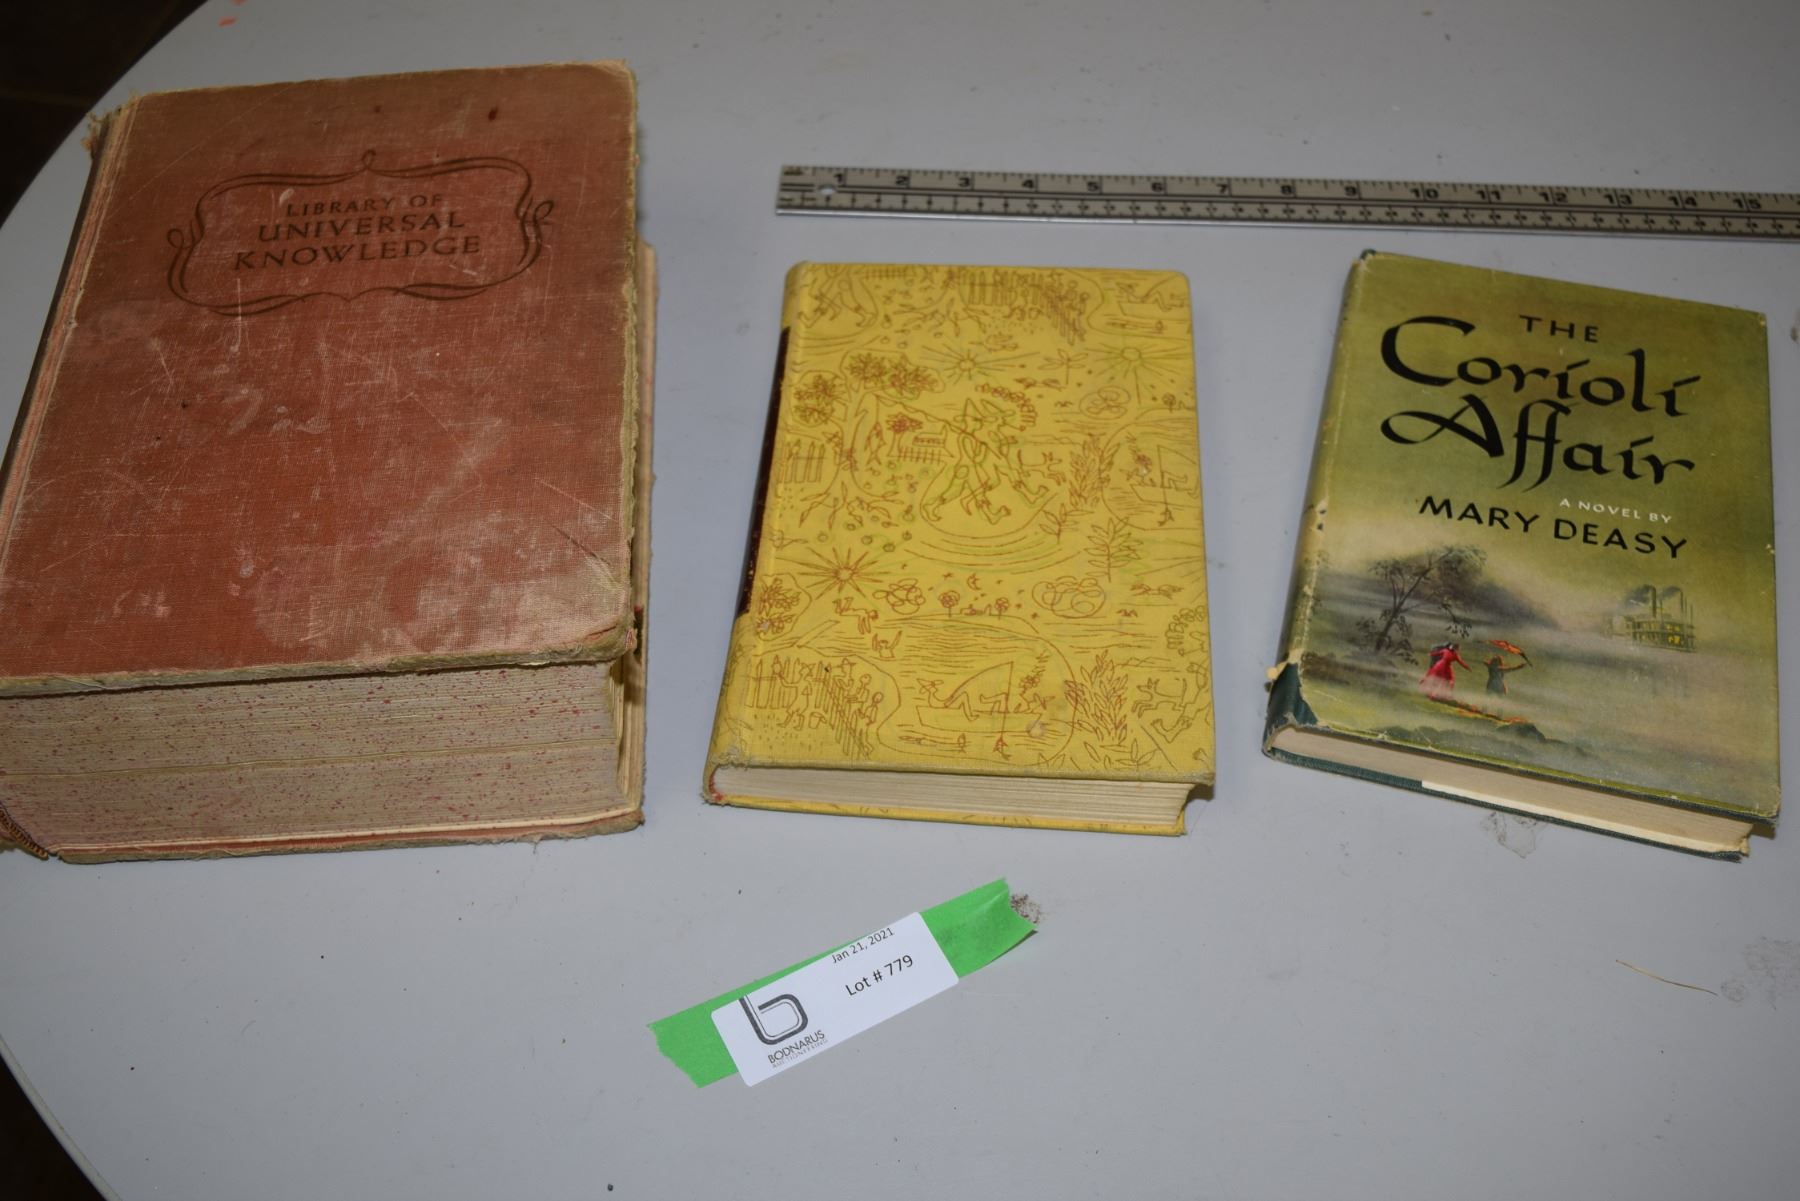 LIBRARY OF
UNIVERSAL
KNOWLEDGE
1 2 3 4 5 6 7 8 9 10 11 12 13 14 15
THE
Corioli
Affair
A NOVEL BY
MARY DEASY
Jan 21, 2021
Lot # 779
b
BODNARUS
AUCTIONEERING